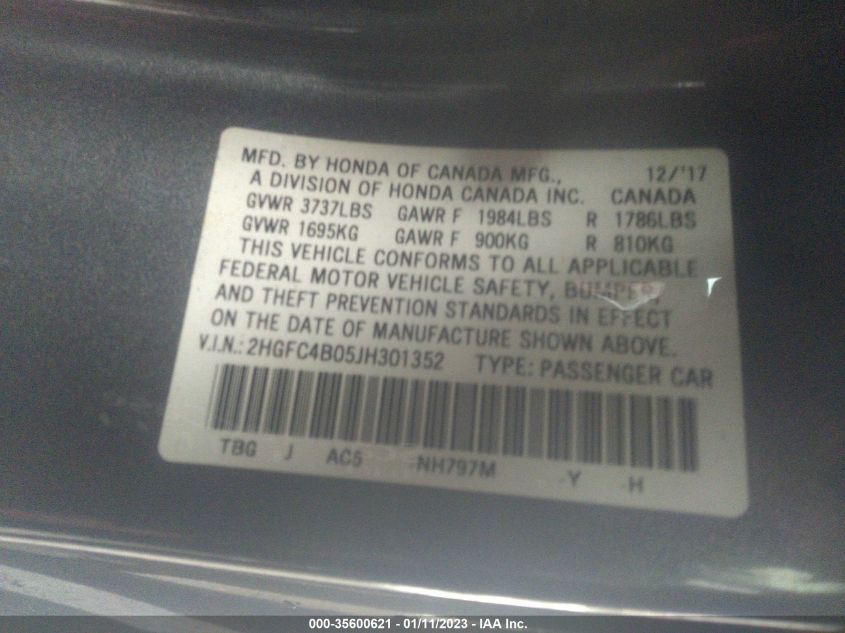 MFD. BY HONDA OF CANADA MFG., 12/'17
A DIVISION OF HONDA CANADA INC. CANADA
GVWR 3737LBS GAWR F 1984LBS R 1786LBS
GVWR 1695KG GAWR F 900KG R 810KG
THIS VEHICLE CONFORMS TO ALL APPLICABLE
FEDERAL MOTOR VEHICLE SAFETY, BUMPER,
AND THEFT PREVENTION STANDARDS IN EFFECT
ON THE DATE OF MANUFACTURE SHOWN ABOVE.
V.I.N.: 2HGFC4B05JH301352 TYPE: PASSENGER CAR
TBG J AC5 NH797M -Y -H
000-35600621 - 01/11/2023 - IAA Inc.